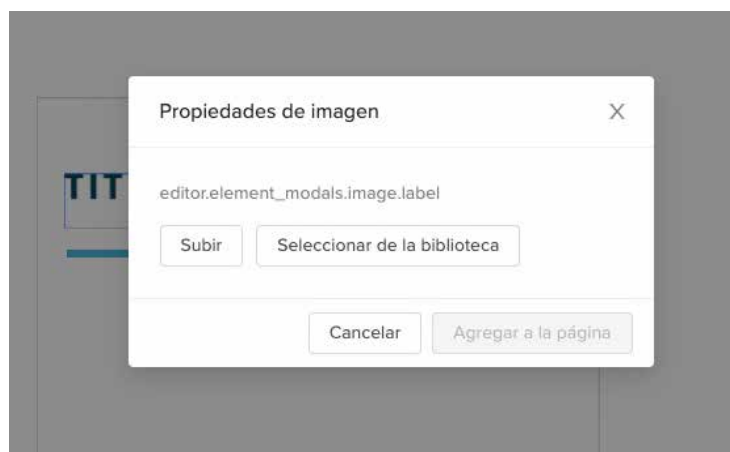 Propiedades de imagen X
TIT
editor.element_modals.image.label
Subir Seleccionar de la biblioteca
Cancelar Agregar a la página